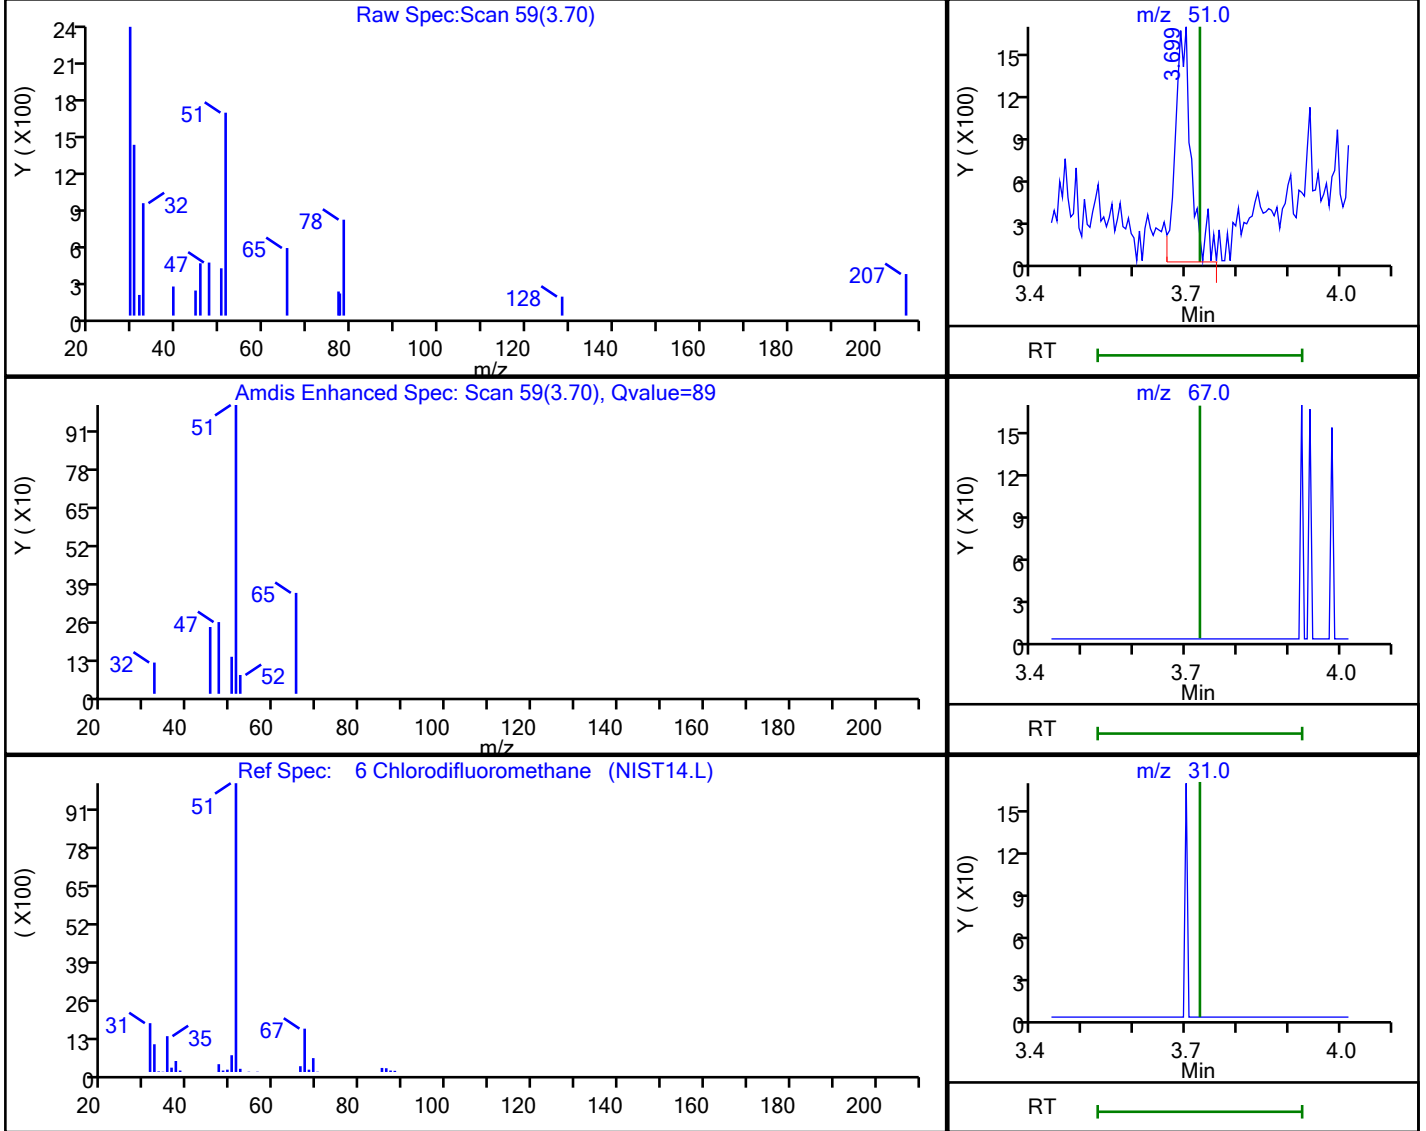 Raw Spec:Scan 59(3.70)
Y ( X100)
24
21
18
15
12
9
6
3
0
51
32
47
65
78
128
207
20 40 60 80 100 120 140 160 180 200
m/z
m/z 51.0
Y ( X100)
15
12
9
6
3
0
3.699
3.4 3.7 4.0
Min
RT
Amdis Enhanced Spec: Scan 59(3.70), Qvalue=89
Y ( X10)
91
78
65
52
39
26
13
0
51
65
47
32
52
20 40 60 80 100 120 140 160 180 200
m/z
m/z 67.0
Y ( X10)
15
12
9
6
3
0
3.4 3.7 4.0
Min
RT
Ref Spec: 6 Chlorodifluoromethane (NIST14.L)
( X100)
91
78
65
52
39
26
13
0
51
31
35
67
20 40 60 80 100 120 140 160 180 200
m/z 31.0
Y ( X10)
15
12
9
6
3
0
3.4 3.7 4.0
Min
RT